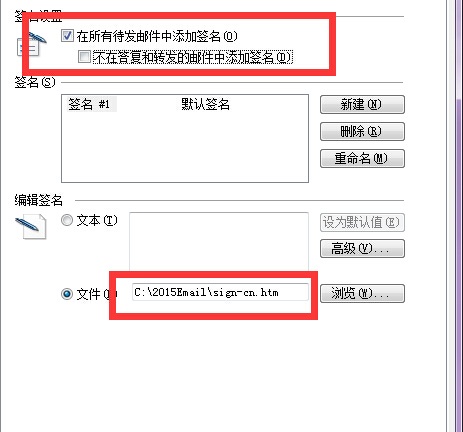 签名设置
在所有待发邮件中添加签名(O)
不在答复和转发的邮件中添加签名(D)
签名(S)
签名 #1 默认签名
新建(N)
删除(R)
重命名(M)
编辑签名
文本(T)
设为默认值(E)
高级(V)...
文件(
C:\2015Email\sign-cn.htm
浏览(W)...